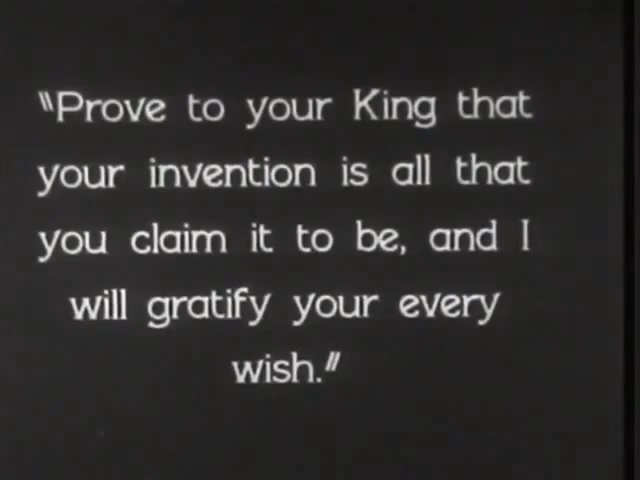 "Prove to your King that
your invention is all that
you claim it to be, and I
will gratify your every
wish."